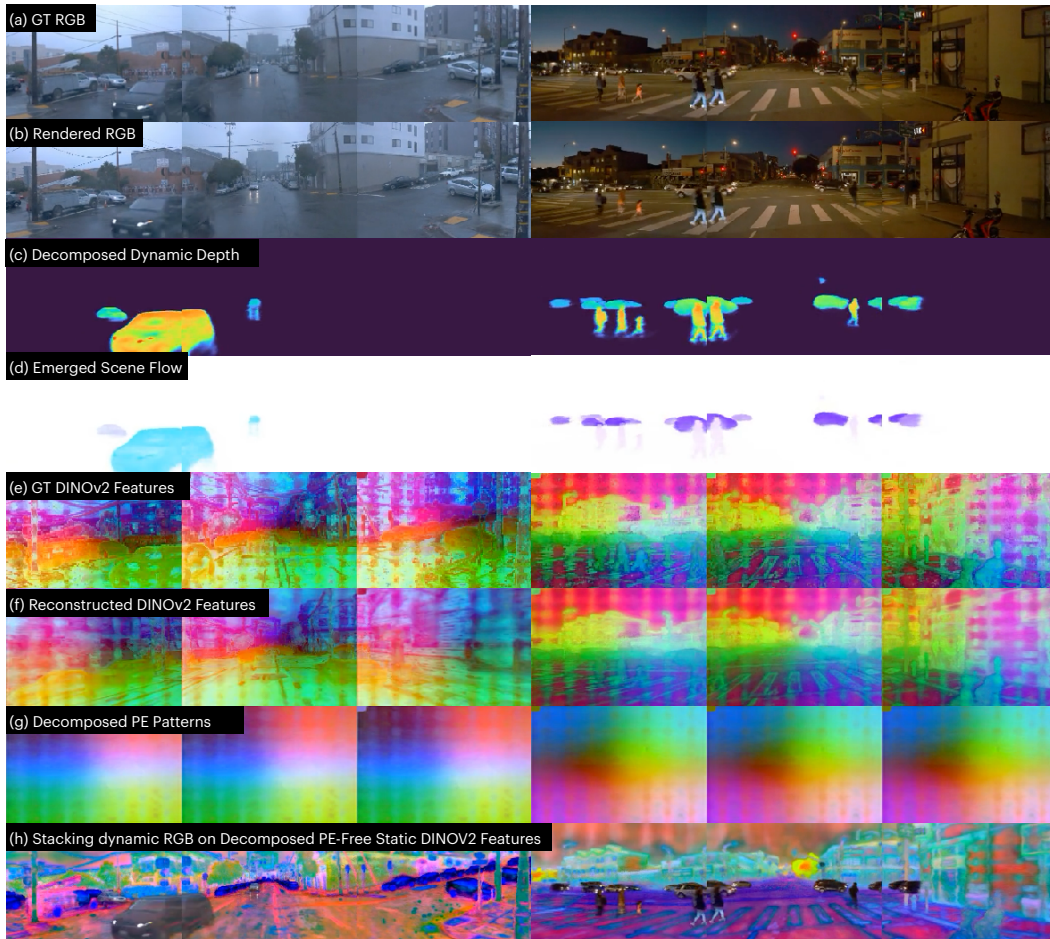 (a) GT RGB
(b) Rendered RGB
(c) Decomposed Dynamic Depth
(d) Emerged Scene Flow
(e) GT DINOv2 Features
(f) Reconstructed DINOv2 Features
(g) Decomposed PE Patterns
(h) Stacking dynamic RGB on Decomposed PE-Free Static DINOV2 Features